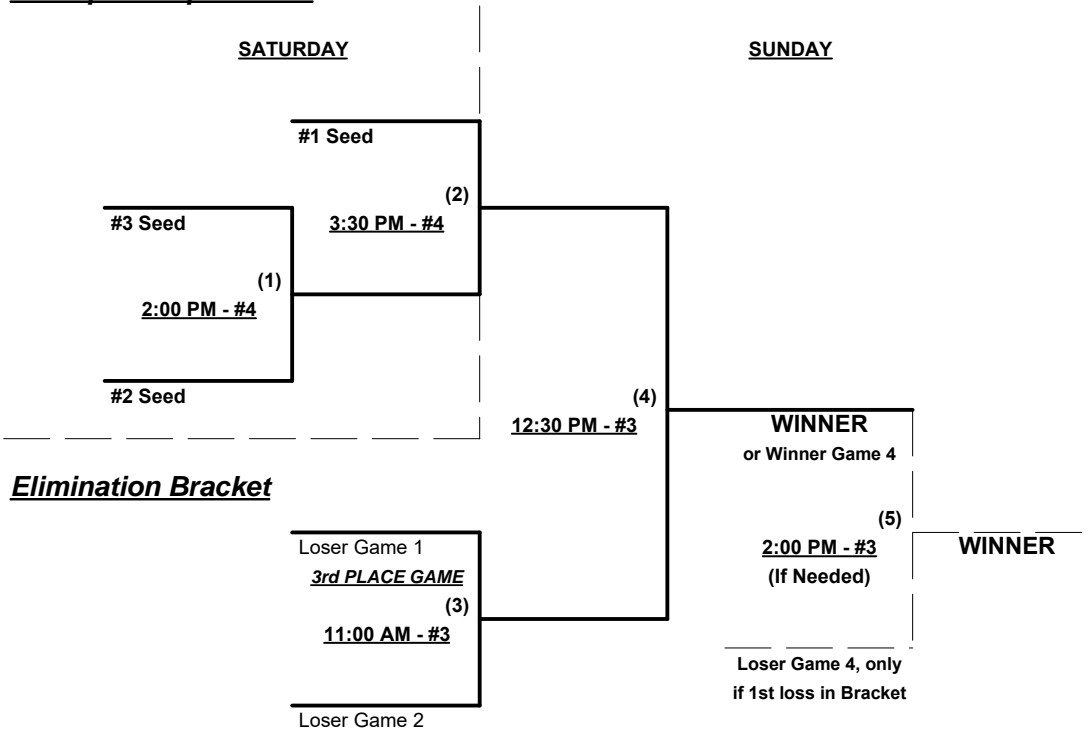 SATURDAY
SUNDAY
#1 Seed
(2)
3:30 PM - #4
#3 Seed
(1)
2:00 PM - #4
#2 Seed
(4)
12:30 PM - #3
WINNER
or Winner Game 4
Elimination Bracket
(5)
2:00 PM - #3
(If Needed)
WINNER
Loser Game 1
3rd PLACE GAME
(3)
11:00 AM - #3
Loser Game 4, only
if 1st loss in Bracket
Loser Game 2